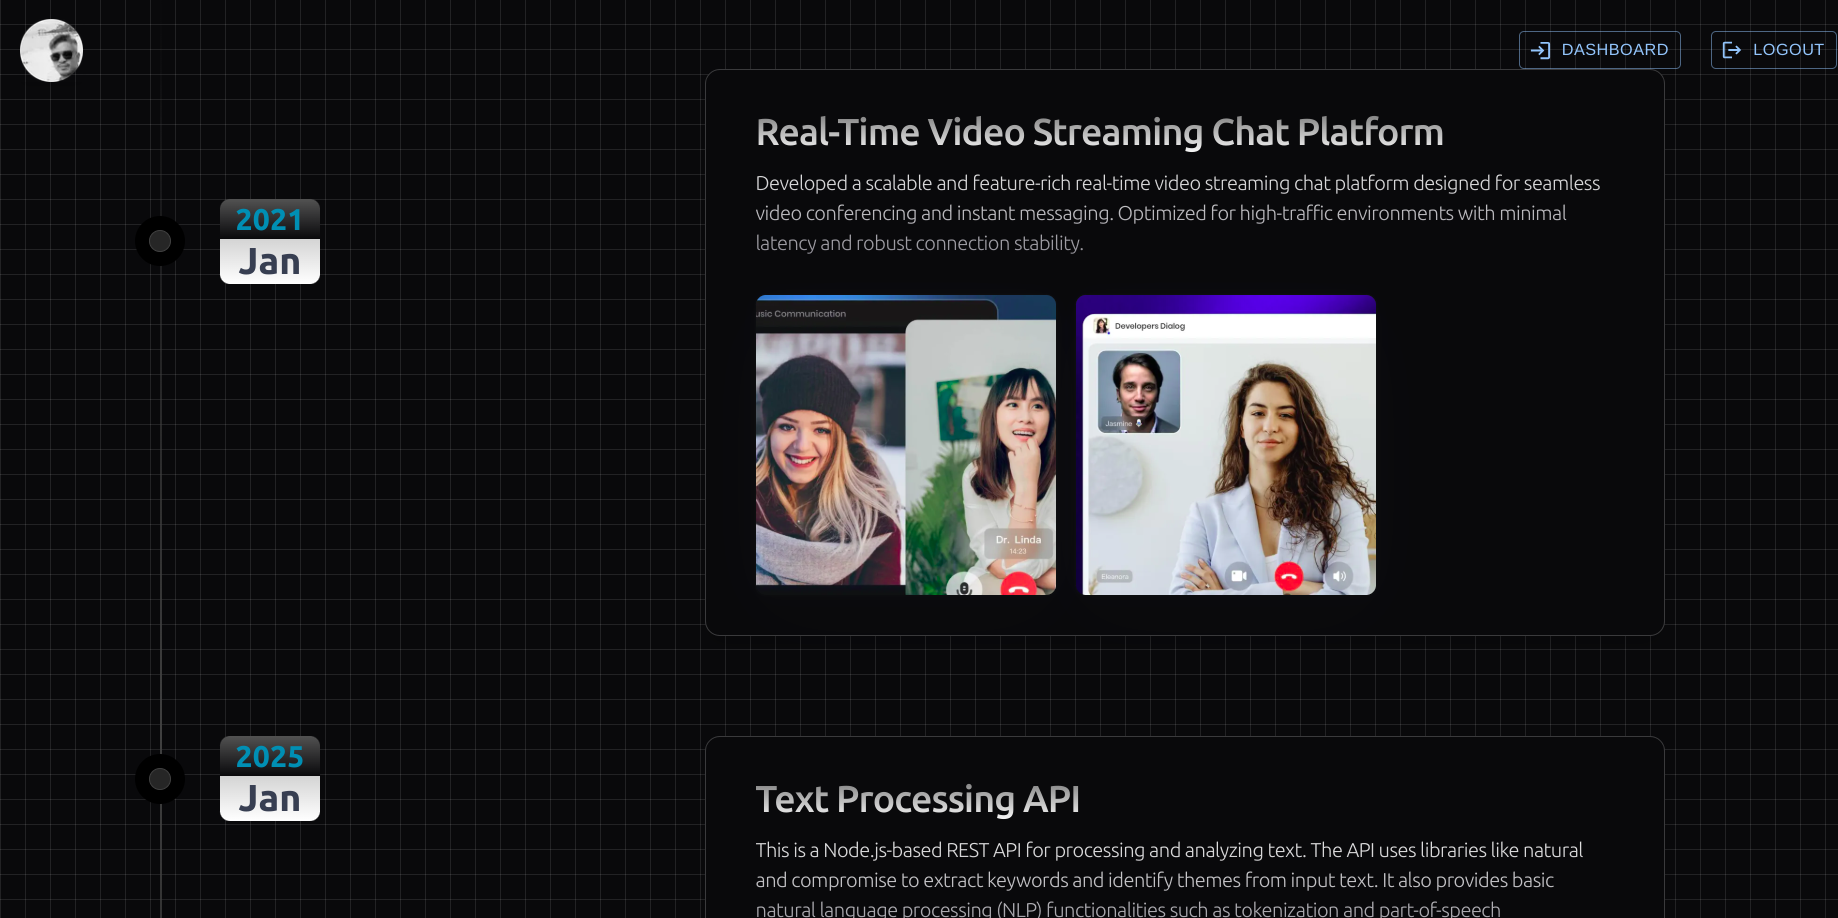 DASHBOARD
LOGOUT
2021
Jan
Real-Time Video Streaming Chat Platform
Developed a scalable and feature-rich real-time video streaming chat platform designed for seamless
video conferencing and instant messaging. Optimized for high-traffic environments with minimal
latency and robust connection stability.
usic Communication
Dr. Linda
14:23
Developers Dialog
Jasmine
Eleanora
2025
Jan
Text Processing API
This is a Node.js-based REST API for processing and analyzing text. The API uses libraries like natural
and compromise to extract keywords and identify themes from input text. It also provides basic
natural language processing (NLP) functionalities such as tokenization and part-of-speech